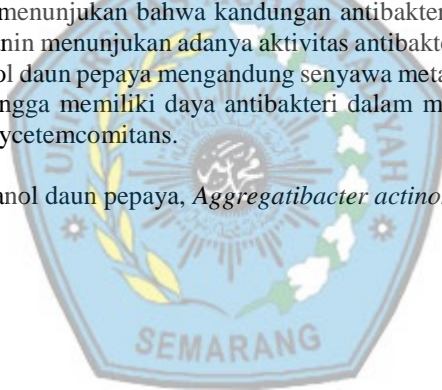 menunjukan bahwa kandungan antibakter
nin menunjukan adanya aktivitas antibakt
ol daun pepaya mengandung senyawa meta
ngga memiliki daya antibakteri dalam m
ycetemcomitans.
anol daun pepaya, Aggregatibacter actino
SEMARANG